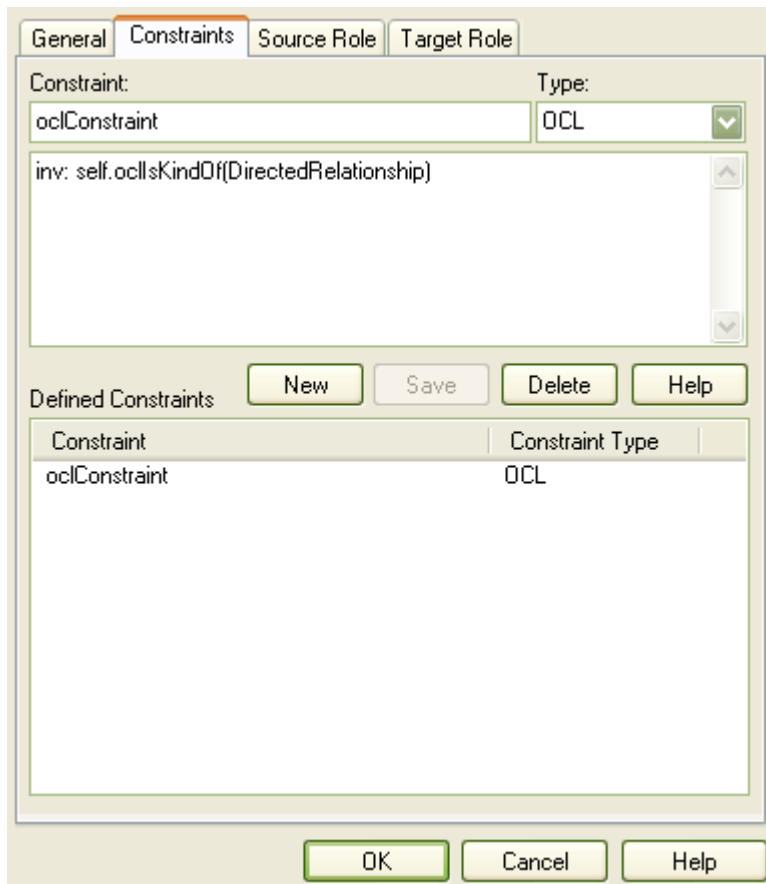 General Constraints Source Role Target Role
Constraint: Type:
oclConstraint OCL
inv: self.oclIsKindOf(DirectedRelationship)
Defined Constraints New Save Delete Help
Constraint Constraint Type
oclConstraint OCL
OK Cancel Help